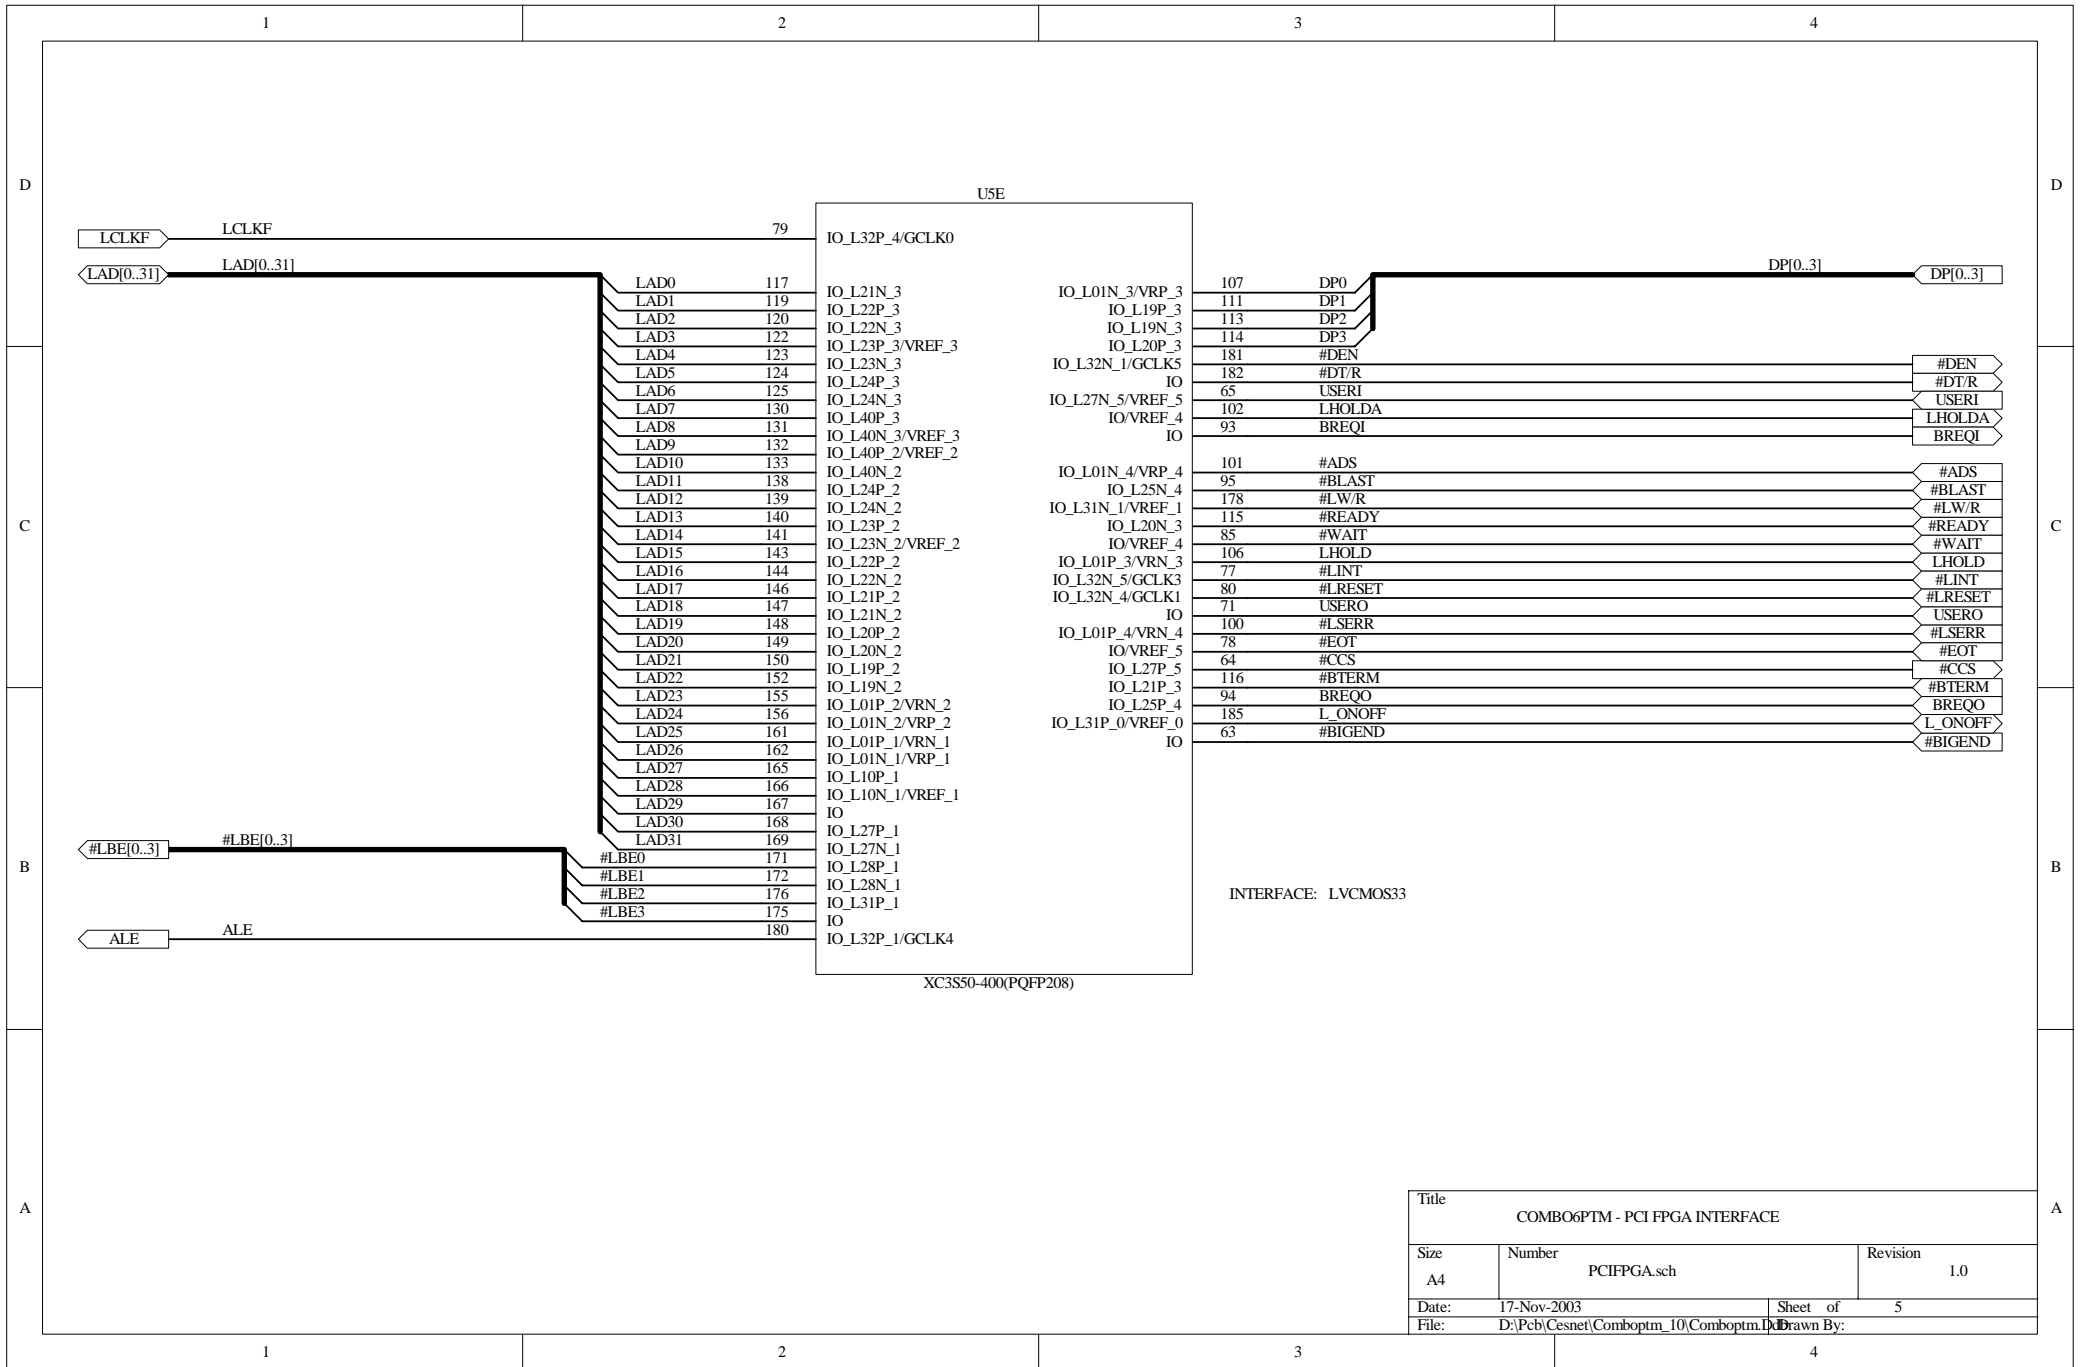 1 2 3 4
D D
U5E
LCLKF LCLKF 79 IO_L32P_4/GCLK0
LAD[0..31] LAD[0..31] DP[0..3] DP[0..3]
LAD0 117 IO_L21N_3 IO_L01N_3/VRP_3 107 DP0
LAD1 119 IO_L22P_3 IO_L19P_3 111 DP1
LAD2 120 IO_L22N_3 IO_L19N_3 113 DP2
LAD3 122 IO_L23P_3/VREF_3 IO_L20P_3 114 DP3
LAD4 123 IO_L23N_3 IO_L32N_1/GCLK5 181 #DEN #DEN
LAD5 124 IO_L24P_3 IO 182 #DT/R #DT/R
LAD6 125 IO_L24N_3 IO_L27N_5/VREF_5 65 USERI USERI
LAD7 130 IO_L40P_3 IO/VREF_4 102 LHOLDA LHOLDA
LAD8 131 IO_L40N_3/VREF_3 IO 93 BREQI BREQI
LAD9 132 IO_L40P_2/VREF_2
LAD10 133 IO_L40N_2 IO_L01N_4/VRP_4 101 #ADS #ADS
LAD11 138 IO_L24P_2 IO_L25N_4 95 #BLAST #BLAST
LAD12 139 IO_L24N_2 IO_L31N_1/VREF_1 178 #LW/R #LW/R
C LAD13 140 IO_L23P_2 IO_L20N_3 115 #READY #READY C
LAD14 141 IO_L23N_2/VREF_2 IO/VREF_4 85 #WAIT #WAIT
LAD15 143 IO_L22P_2 IO_L01P_3/VRN_3 106 LHOLD LHOLD
LAD16 144 IO_L22N_2 IO_L32N_5/GCLK3 77 #LINT #LINT
LAD17 146 IO_L21P_2 IO_L32N_4/GCLK1 80 #LRESET #LRESET
LAD18 147 IO_L21N_2 IO 71 USERO USERO
LAD19 148 IO_L20P_2 IO_L01P_4/VRN_4 100 #LSERR #LSERR
LAD20 149 IO_L20N_2 IO/VREF_5 78 #EOT #EOT
LAD21 150 IO_L19P_2 IO_L27P_5 64 #CCS #CCS
LAD22 152 IO_L19N_2 IO_L21P_3 116 #BTERM #BTERM
LAD23 155 IO_L01P_2/VRN_2 IO_L25P_4 94 BREQO BREQO
LAD24 156 IO_L01N_2/VRP_2 IO_L31P_0/VREF_0 185 L_ONOFF L_ONOFF
LAD25 161 IO_L01P_1/VRN_1 IO 63 #BIGEND #BIGEND
LAD26 162 IO_L01N_1/VRP_1
LAD27 165 IO_L10P_1
LAD28 166 IO_L10N_1/VREF_1
LAD29 167 IO
LAD30 168 IO_L27P_1
#LBE[0..3] #LBE[0..3] LAD31 169 IO_L27N_1
B #LBE0 171 IO_L28P_1 B
#LBE1 172 IO_L28N_1
#LBE2 176 IO_L31P_1 INTERFACE: LVCMOS33
#LBE3 175 IO
ALE ALE 180 IO_L32P_1/GCLK4
XC3S50-400(PQFP208)
A A
Title
COMBO6PTM - PCI FPGA INTERFACE
Size Number Revision
A4 PCIFPGA.sch 1.0
Date: 17-Nov-2003 Sheet of 5
File: D:\Pcb\Cesnet\Comboptm_10\Comboptm.Ddb Drawn By:
1 2 3 4